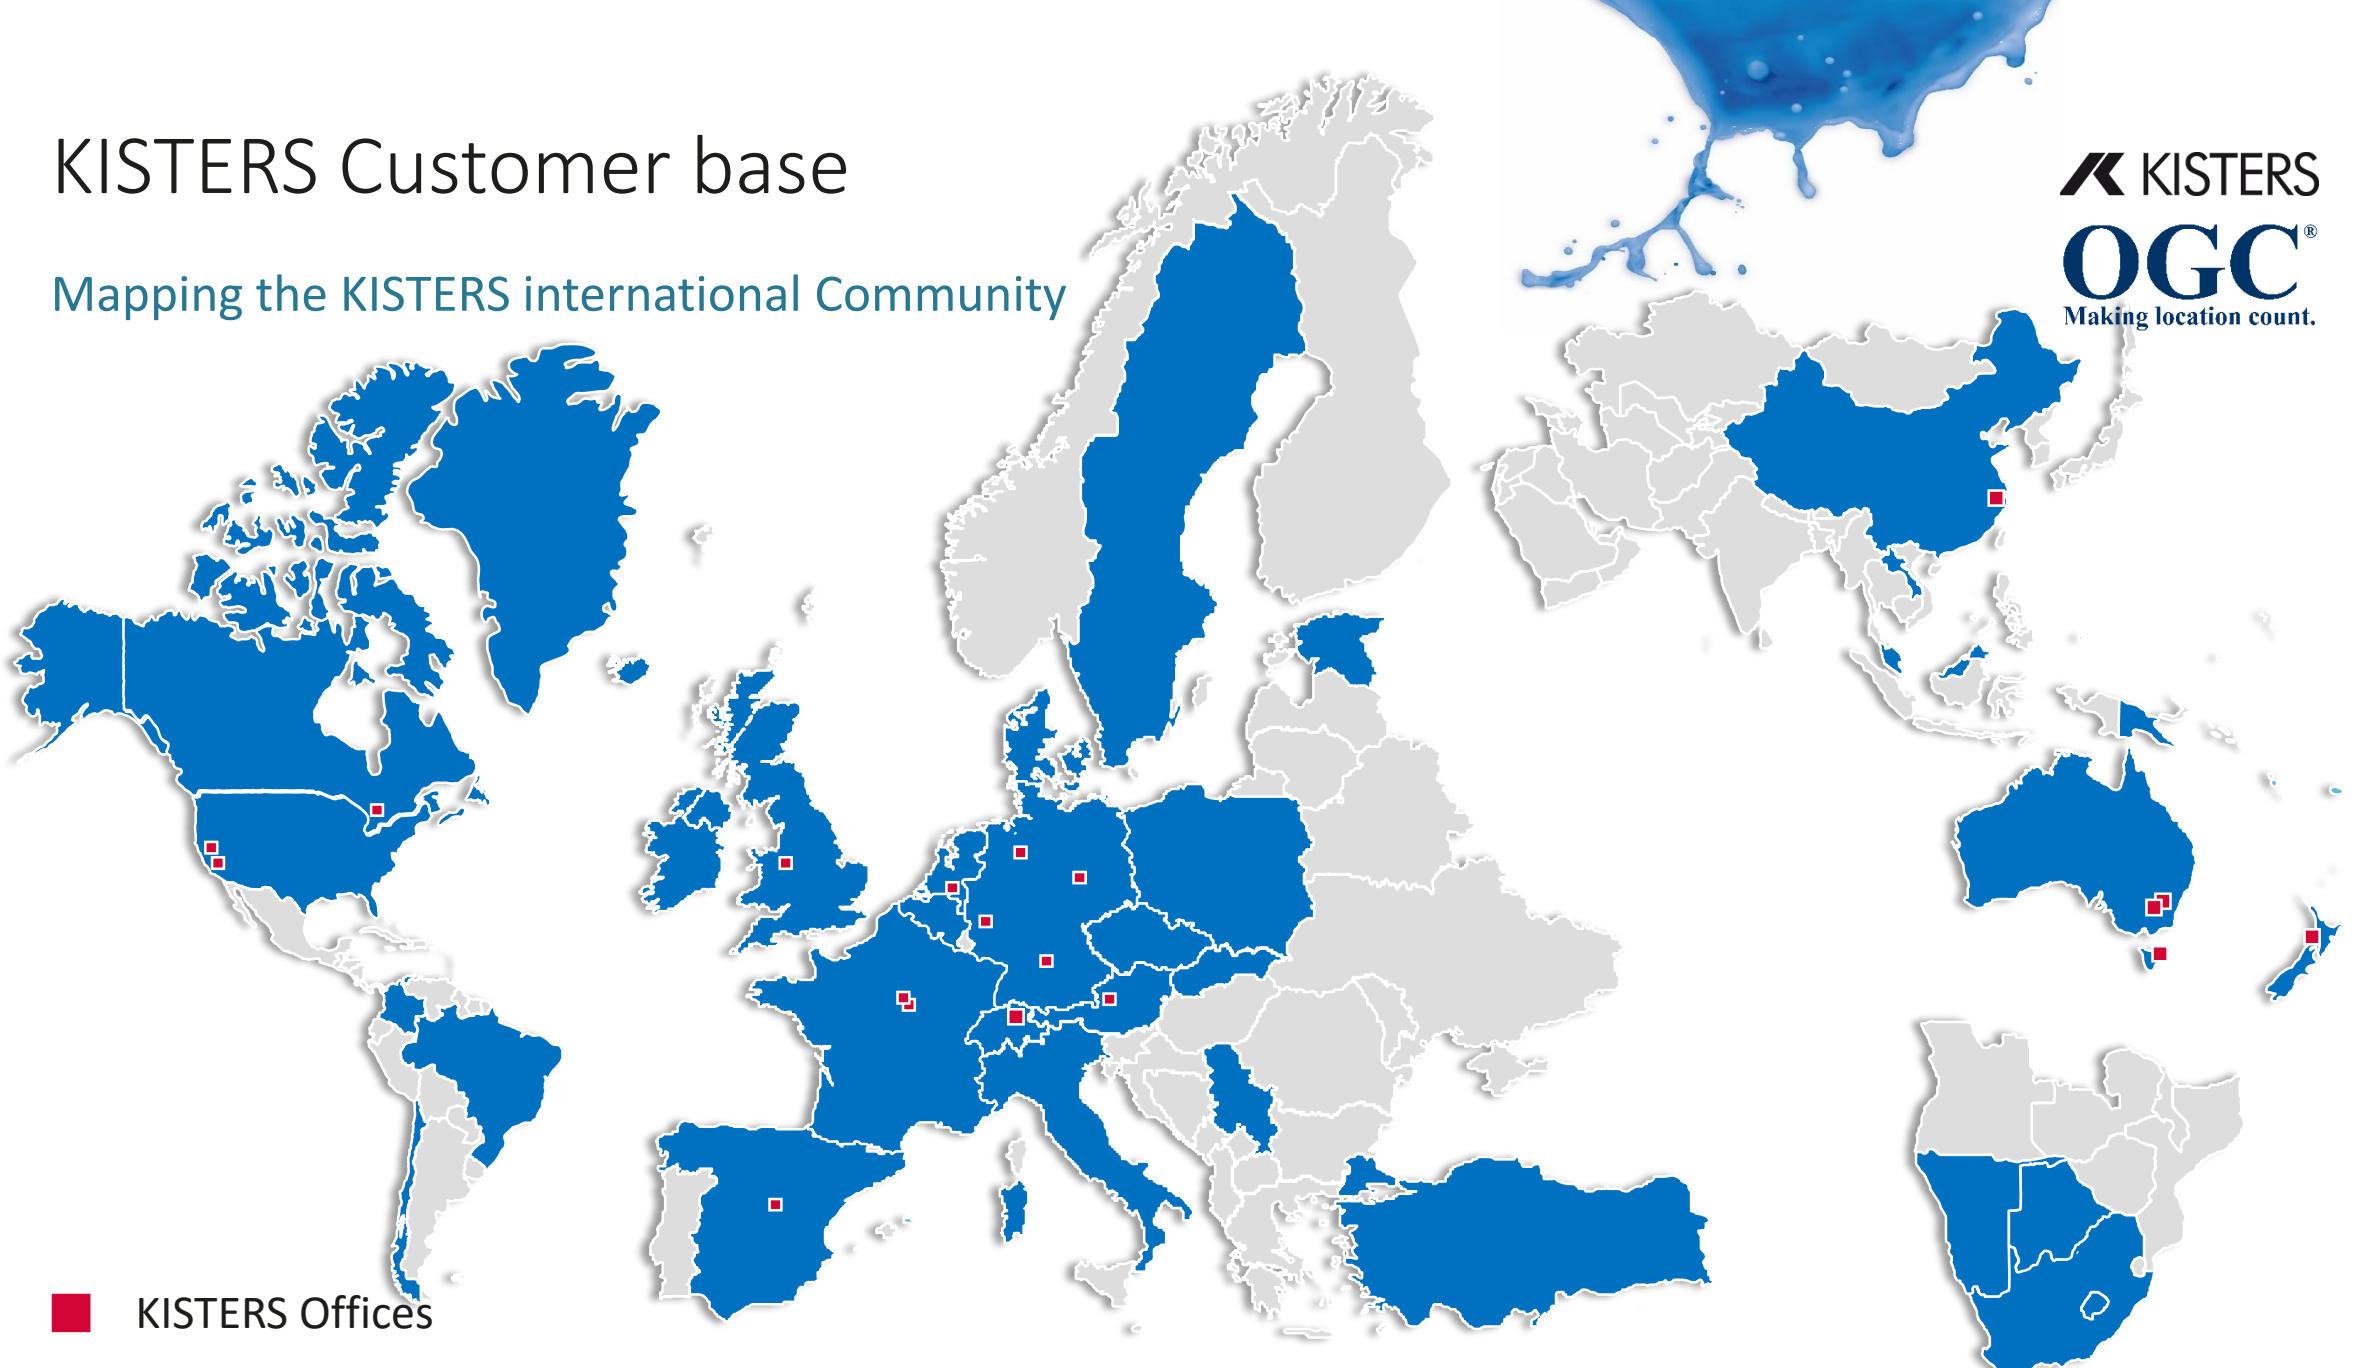 KISTERS Customer base
KISTERS
Mapping the KISTERS international Community
OGC®
Making location count.
KISTERS Offices